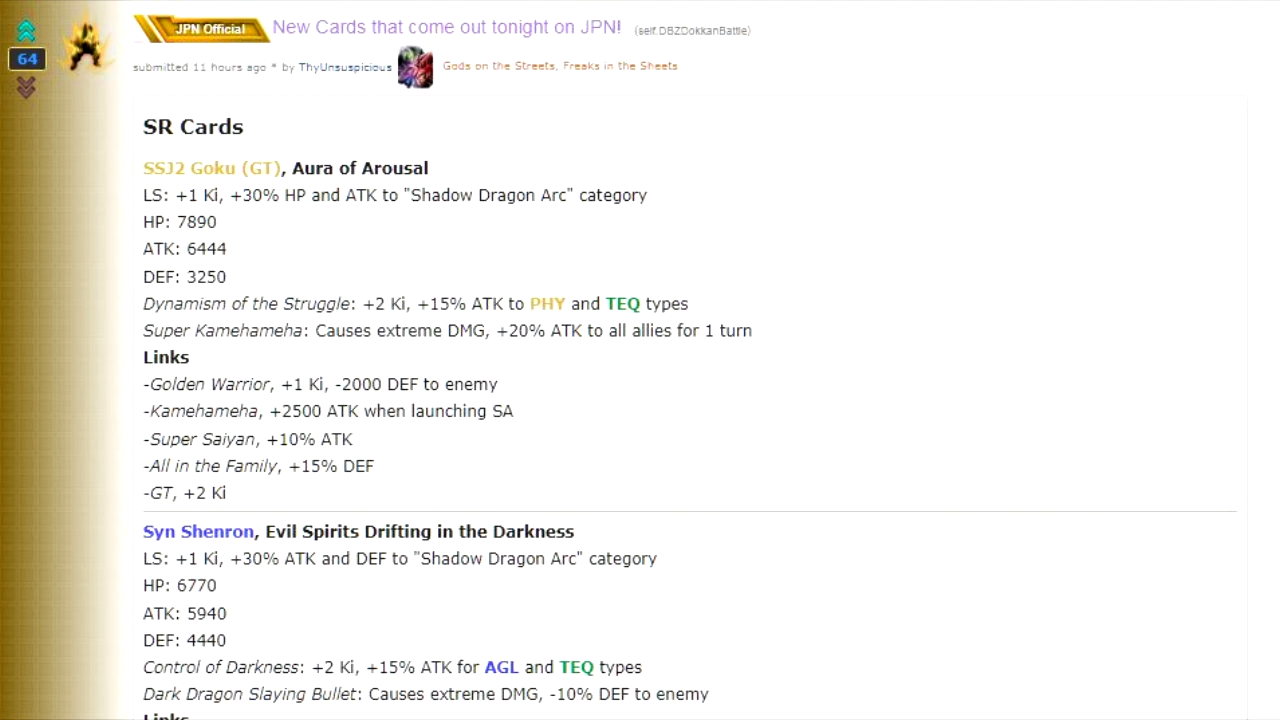 JPN Official New Cards that come out tonight on JPN! (self.DBZDokkanBattle)
64
submitted 11 hours ago * by ThyUnsuspicious Gods on the Streets, Freaks in the Sheets
SR Cards
SSJ2 Goku (GT), Aura of Arousal
LS: +1 Ki, +30% HP and ATK to "Shadow Dragon Arc" category
HP: 7890
ATK: 6444
DEF: 3250
Dynamism of the Struggle: +2 Ki, +15% ATK to PHY and TEQ types
Super Kamehameha: Causes extreme DMG, +20% ATK to all allies for 1 turn
Links
-Golden Warrior, +1 Ki, -2000 DEF to enemy
-Kamehameha, +2500 ATK when launching SA
-Super Saiyan, +10% ATK
-All in the Family, +15% DEF
-GT, +2 Ki
Syn Shenron, Evil Spirits Drifting in the Darkness
LS: +1 Ki, +30% ATK and DEF to "Shadow Dragon Arc" category
HP: 6770
ATK: 5940
DEF: 4440
Control of Darkness: +2 Ki, +15% ATK for AGL and TEQ types
Dark Dragon Slaying Bullet: Causes extreme DMG, -10% DEF to enemy
Links